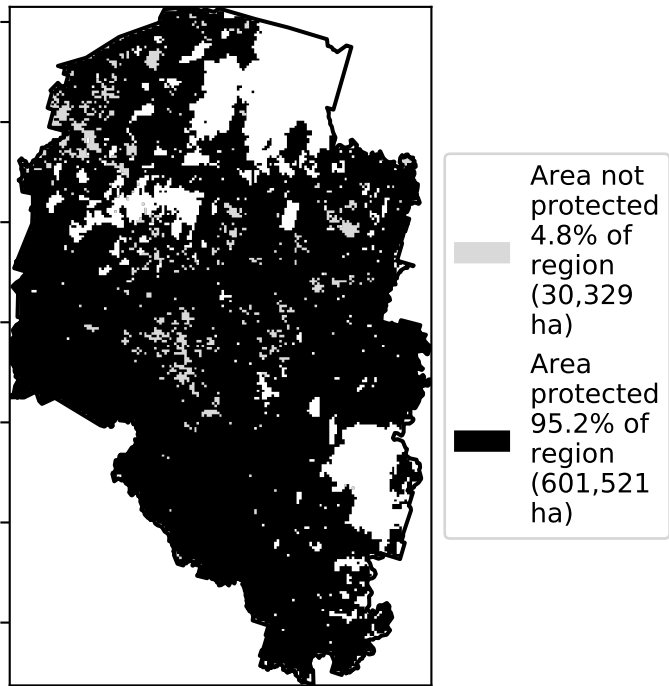 Area not
protected
4.8% of
region
(30,329
ha)
Area
protected
95.2% of
region
(601,521
ha)